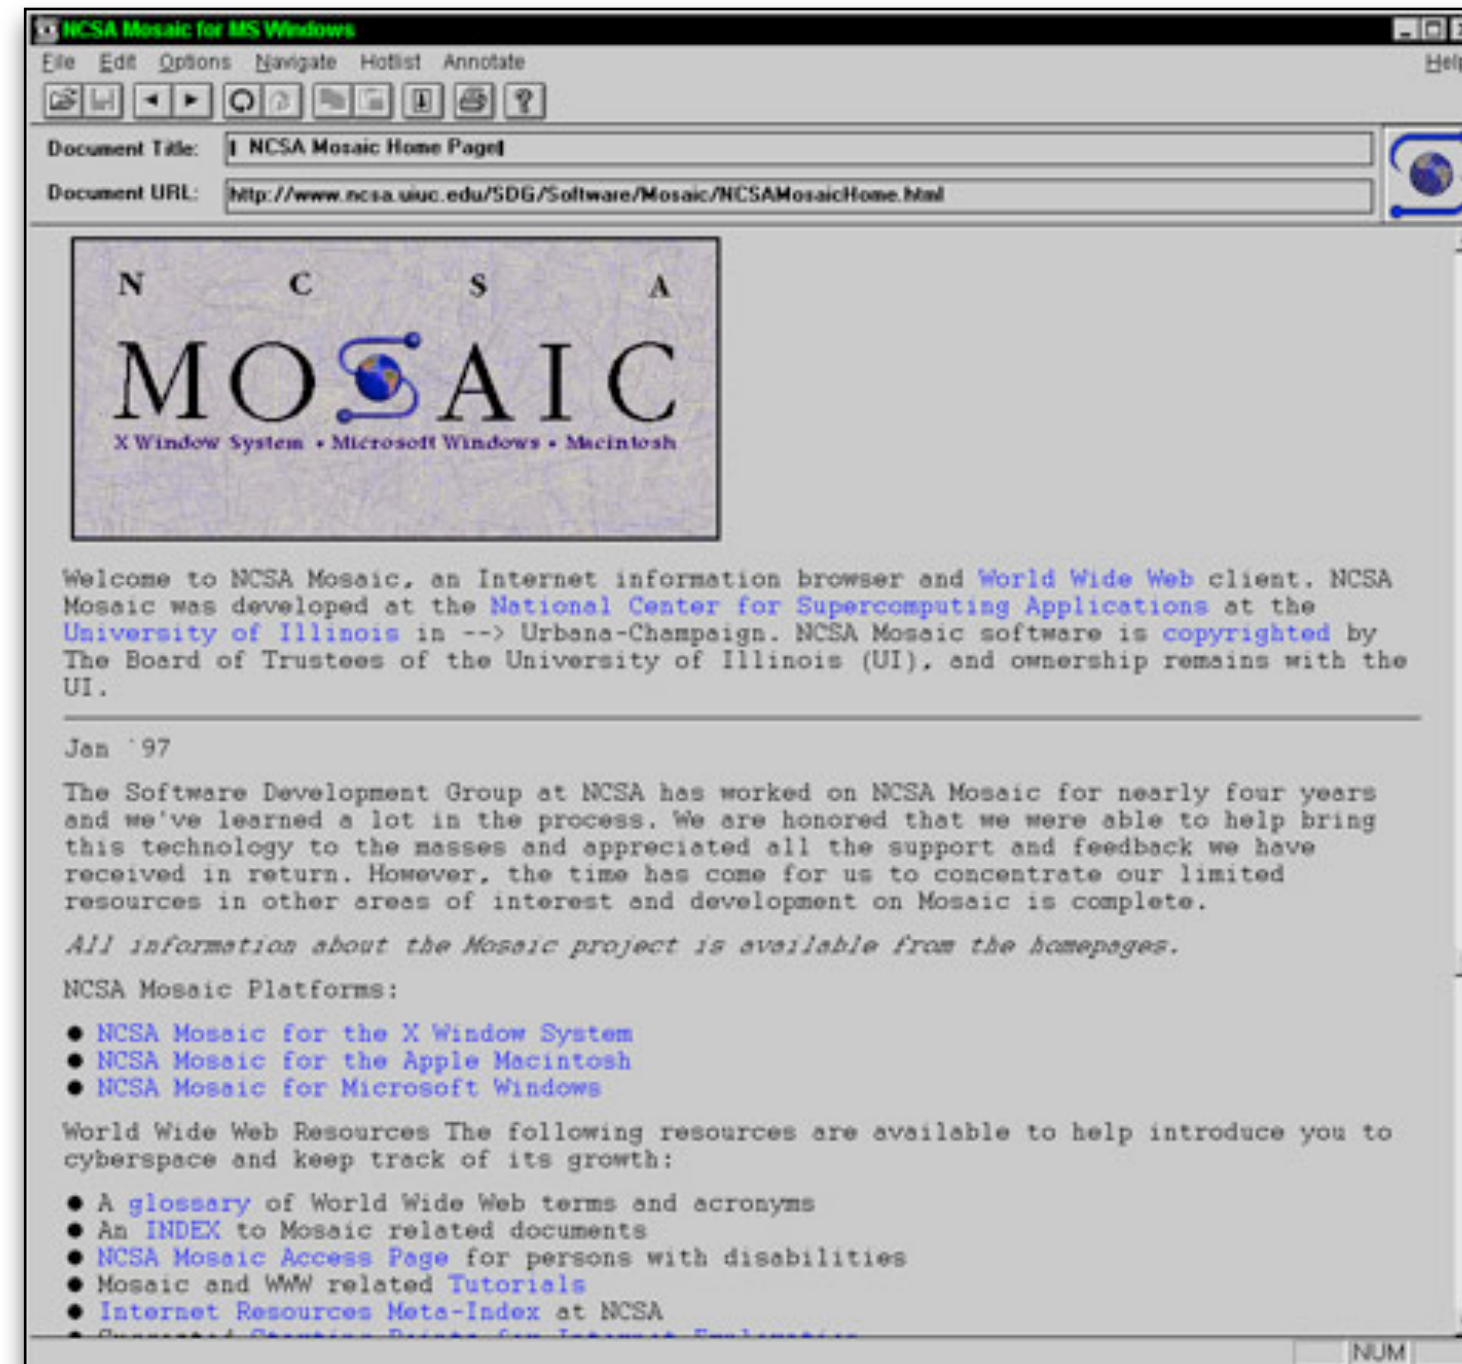 NCSA Mosaic for MS Windows
File Edit Options Navigate Hotlist Annotate Help
Document Title: NCSA Mosaic Home Page
Document URL: http://www.ncsa.uiuc.edu/SDG/Software/Mosaic/NCSAMosaicHome.html
N C S A
MOSAIC
X Window System • Microsoft Windows • Macintosh
Welcome to NCSA Mosaic, an Internet information browser and World Wide Web client. NCSA
Mosaic was developed at the National Center for Supercomputing Applications at the
University of Illinois in --> Urbana-Champaign. NCSA Mosaic software is copyrighted by
The Board of Trustees of the University of Illinois (UI), and ownership remains with the
UI.
Jan `97
The Software Development Group at NCSA has worked on NCSA Mosaic for nearly four years
and we've learned a lot in the process. We are honored that we were able to help bring
this technology to the masses and appreciated all the support and feedback we have
received in return. However, the time has come for us to concentrate our limited
resources in other areas of interest and development on Mosaic is complete.
All information about the Mosaic project is available from the homepages.
NCSA Mosaic Platforms:
● NCSA Mosaic for the X Window System
● NCSA Mosaic for the Apple Macintosh
● NCSA Mosaic for Microsoft Windows
World Wide Web Resources The following resources are available to help introduce you to
cyberspace and keep track of its growth:
● A glossary of World Wide Web terms and acronyms
● An INDEX to Mosaic related documents
● NCSA Mosaic Access Page for persons with disabilities
● Mosaic and WWW related Tutorials
● Internet Resources Meta-Index at NCSA
NUM